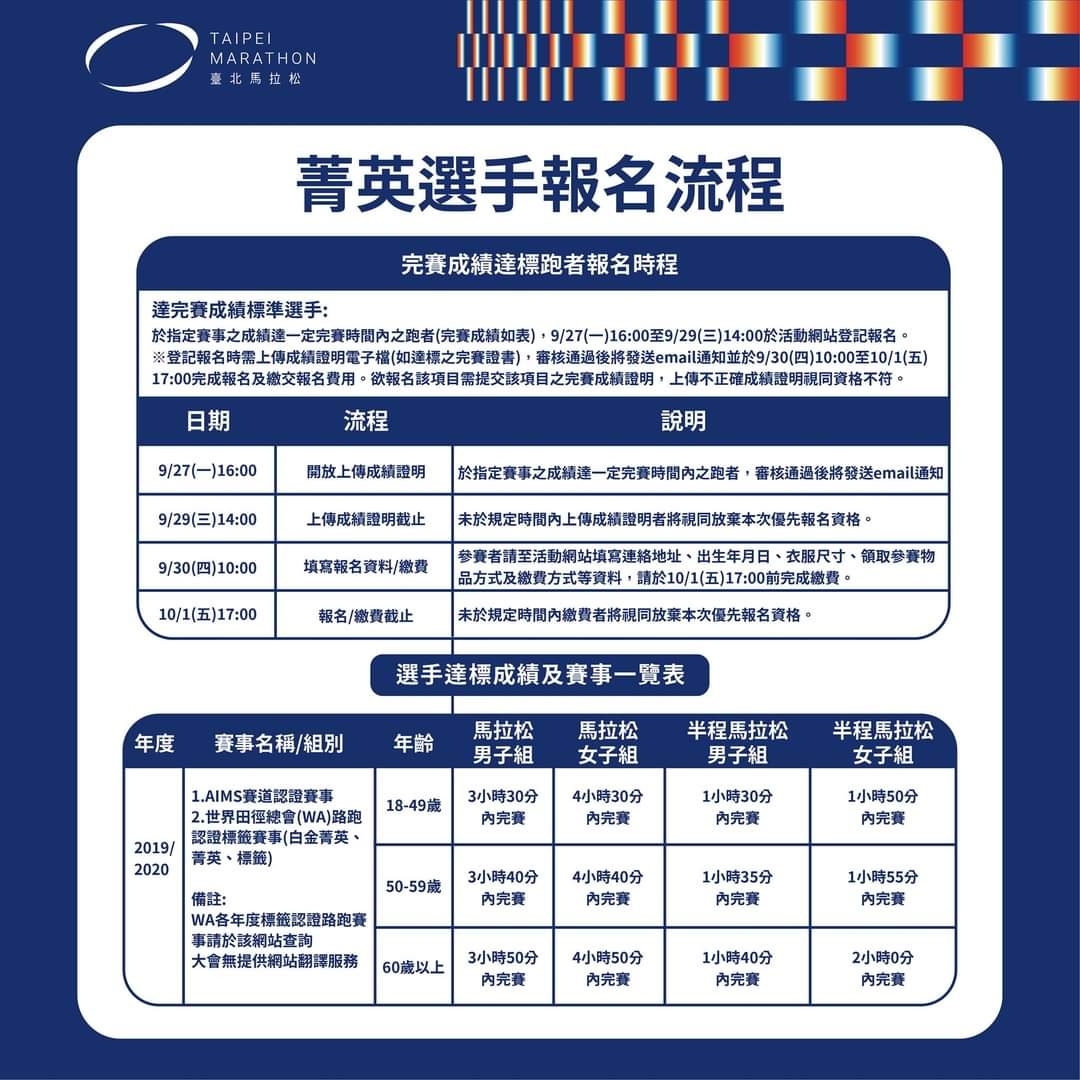 TAIPEI
MARATHON
臺北馬拉松
菁英選手報名流程
完賽成績達標跑者報名時程
達完賽成績標準選手:
於指定賽事之成績達一定完賽時間內之跑者(完賽成績如表)，9/27(一)16:00至9/29(三)14:00於活動網站登記報名。
※登記報名時需上傳成績證明電子檔(如達標之完賽證書)，審核通過後將發送email通知並於9/30(四)10:00至10/1(五)
17:00完成報名及繳交報名費用。欲報名該項目需提交該項目之完賽成績證明，上傳不正確成績證明視同資格不符。
日期 流程 說明
9/27(一)16:00 開放上傳成績證明 於指定賽事之成績達一定完賽時間內之跑者，審核通過後將發送email通知
9/29(三)14:00 上傳成績證明截止 未於規定時間內上傳成績證明者將視同放棄本次優先報名資格。
9/30(四)10:00 填寫報名資料/繳費 參賽者請至活動網站填寫連絡地址、出生年月日、衣服尺寸、領取參賽物
品方式及繳費方式等資料，請於10/1(五)17:00前完成繳費。
10/1(五)17:00 報名/繳費截止 未於規定時間內繳費者將視同放棄本次優先報名資格。
選手達標成績及賽事一覽表
年度 賽事名稱/組別 年齡 馬拉松 馬拉松 半程馬拉松 半程馬拉松
男子組 女子組 男子組 女子組
2019/
2020
1.AIMS賽道認證賽事
2.世界田徑總會(WA)路跑
認證標籤賽事(白金菁英、
菁英、標籤)
備註:
WA各年度標籤認證路跑賽
事請於該網站查詢
大會無提供網站翻譯服務
18-49歲 3小時30分 4小時30分 1小時30分 1小時50分
內完賽 內完賽 內完賽 內完賽
50-59歲 3小時40分 4小時40分 1小時35分 1小時55分
內完賽 內完賽 內完賽 內完賽
60歲以上 3小時50分 4小時50分 1小時40分 2小時0分
內完賽 內完賽 內完賽 內完賽